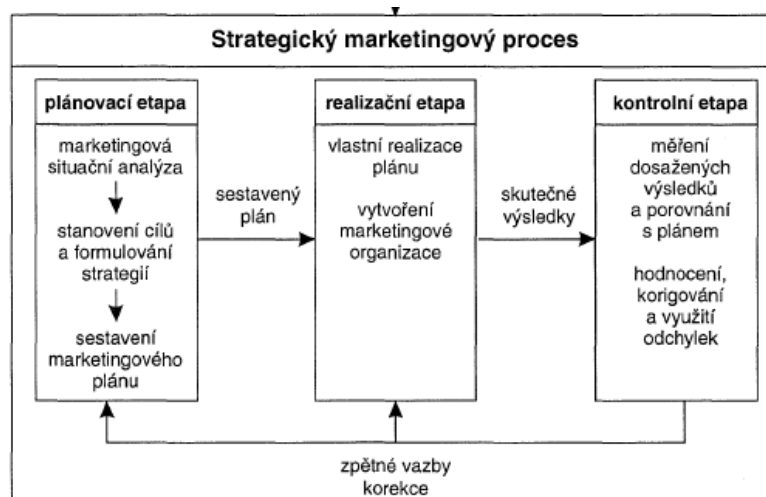 Strategický marketingový proces
plánovací etapa
marketingová
situační analýza
stanovení cílů
a formulování
strategií
sestavení
marketingového
plánu
sestavený
plán
realizační etapa
vlastní realizace
plánu
vytvoření
marketingové
organizace
skutečné
výsledky
kontrolní etapa
měření
dosažených
výsledků
a porovnání
s plánem
hodnocení,
korigování
a využití
odchylek
zpětné vazby
korekce